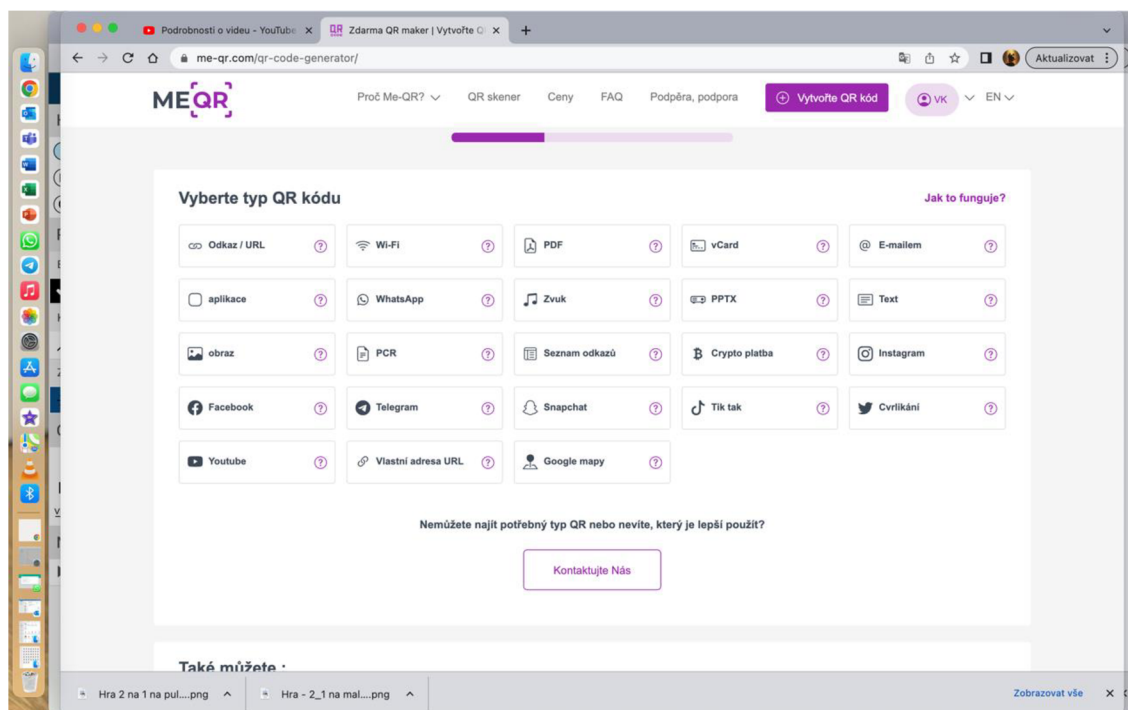 Podrobnosti o videu - YouTube
Zdarma QR maker | Vytvořte Q
me-qr.com/qr-code-generator/
Aktualizovat
MEQR
Proč Me-QR?
QR skener
Ceny
FAQ
Podpěra, podpora
Vytvořte QR kód
VK
EN
Vyberte typ QR kódu
Jak to funguje?
Odkaz / URL
Wi-Fi
PDF
vCard
E-mailem
aplikace
WhatsApp
Zvuk
PPTX
Text
obraz
PCR
Seznam odkazů
Crypto platba
Instagram
Facebook
Telegram
Snapchat
Tik tak
Cvrlikání
Youtube
Vlastní adresa URL
Google mapy
Nemůžete najít potřebný typ QR nebo nevíte, který je lepší použít?
Kontaktujte Nás
Také můžete :
Hra 2 na 1 na pul....png
Hra - 2_1 na mal....png
Zobrazovat vše